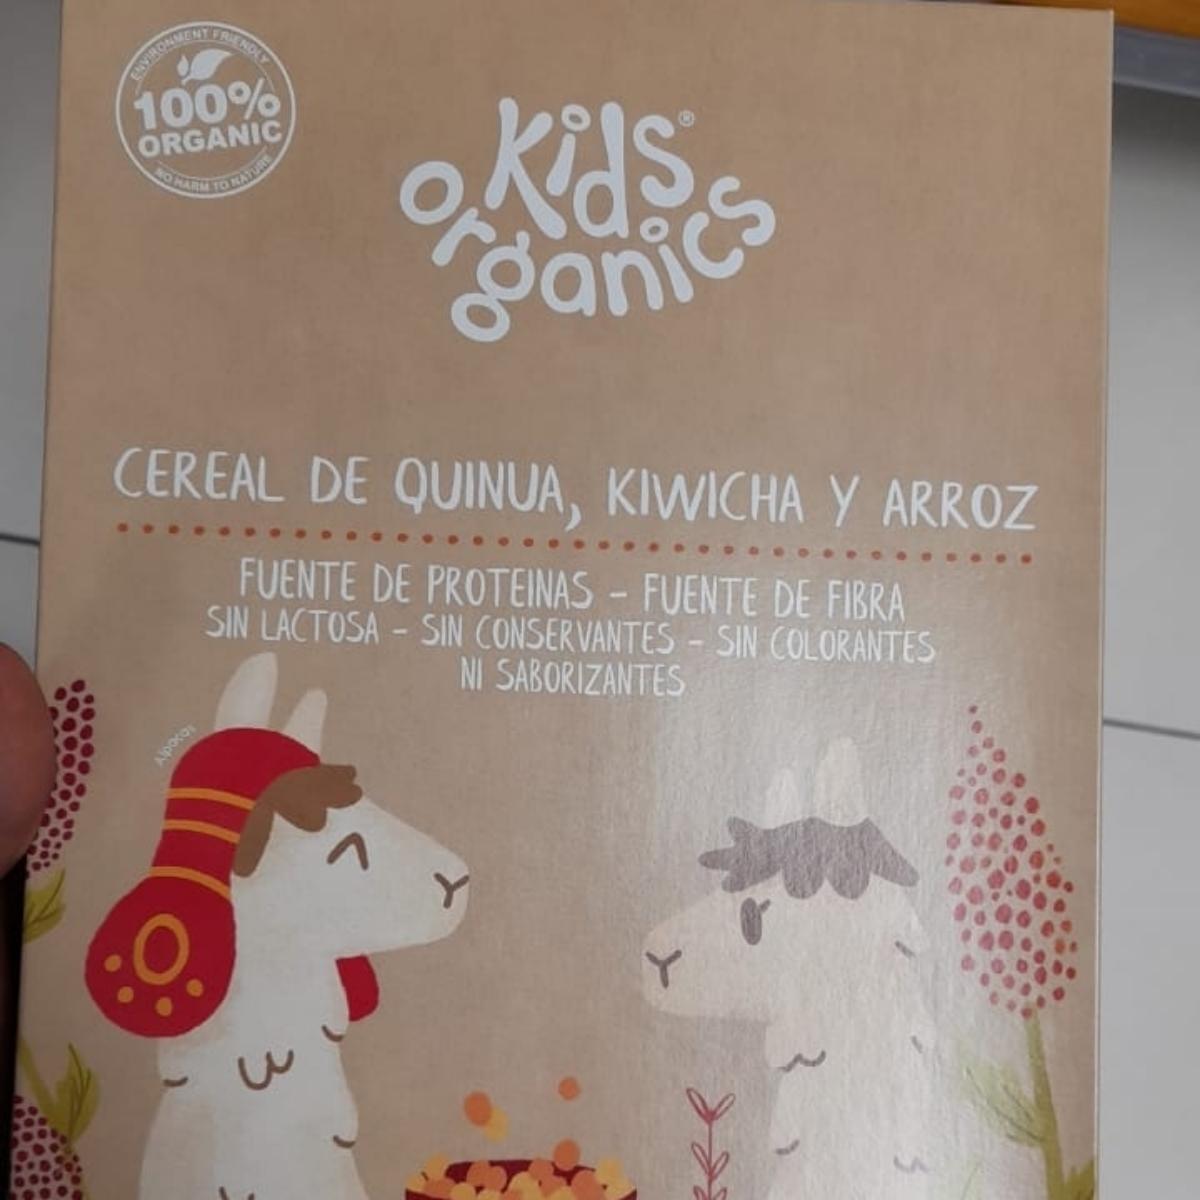 ENVIRONMENT FRIENDLY
100%
ORGANIC
NO HARM TO NATURE
Kids®
organics
CEREAL DE QUINUA, KIWICHA Y ARROZ
FUENTE DE PROTEINAS - FUENTE DE FIBRA
SIN LACTOSA - SIN CONSERVANTES - SIN COLORANTES
NI SABORIZANTES
Alpacas